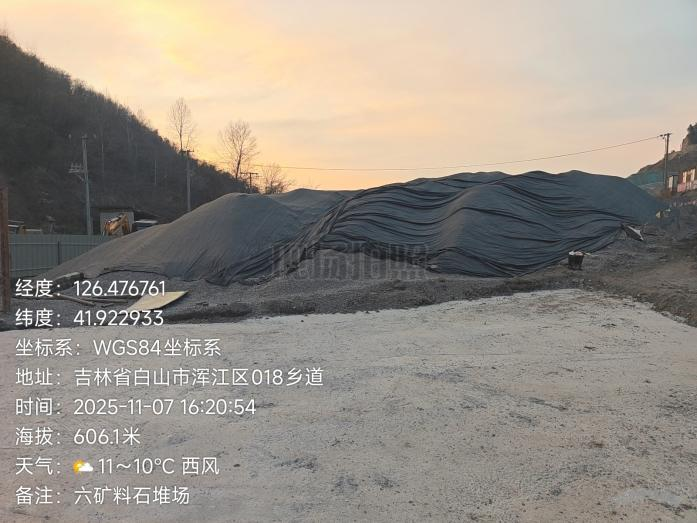 经度：126.476761
纬度：41.922933
坐标系：WGS84坐标系
地址：吉林省白山市浑江区018乡道
时间：2025-11-07 16:20:54
海拔：606.1米
天气：11～10℃ 西风
备注：六矿料石堆场